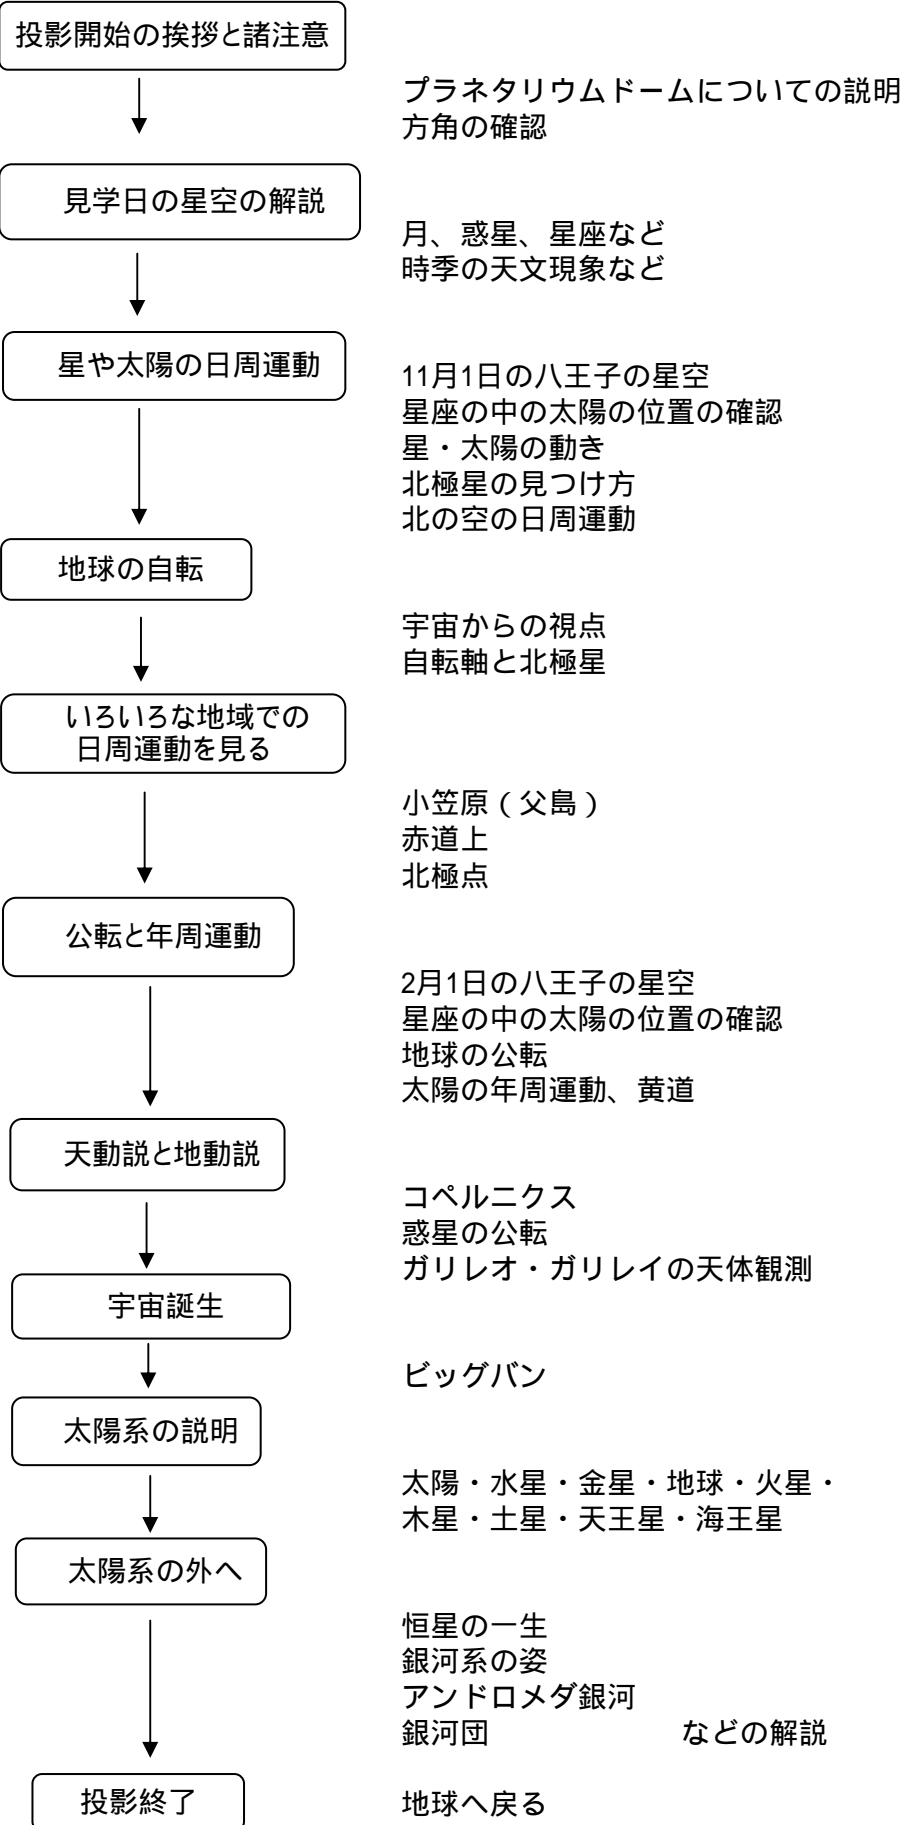 投影開始の挨拶と諸注意
プラネタリウムドームについての説明
方角の確認
見学日の星空の解説
月、惑星、星座など
時季の天文現象など
星や太陽の日周運動
11月1日の八王子の星空
星座の中の太陽の位置の確認
星・太陽の動き
北極星の見つけ方
北の空の日周運動
地球の自転
宇宙からの視点
自転軸と北極星
いろいろな地域での
日周運動を見る
小笠原（父島）
赤道上
北極点
公転と年周運動
2月1日の八王子の星空
星座の中の太陽の位置の確認
地球の公転
太陽の年周運動、黄道
天動説と地動説
コペルニクス
惑星の公転
ガリレオ・ガリレイの天体観測
宇宙誕生
ビッグバン
太陽系の説明
太陽・水星・金星・地球・火星・
木星・土星・天王星・海王星
太陽系の外へ
恒星の一生
銀河系の姿
アンドロメダ銀河
銀河団　などの解説
投影終了
地球へ戻る